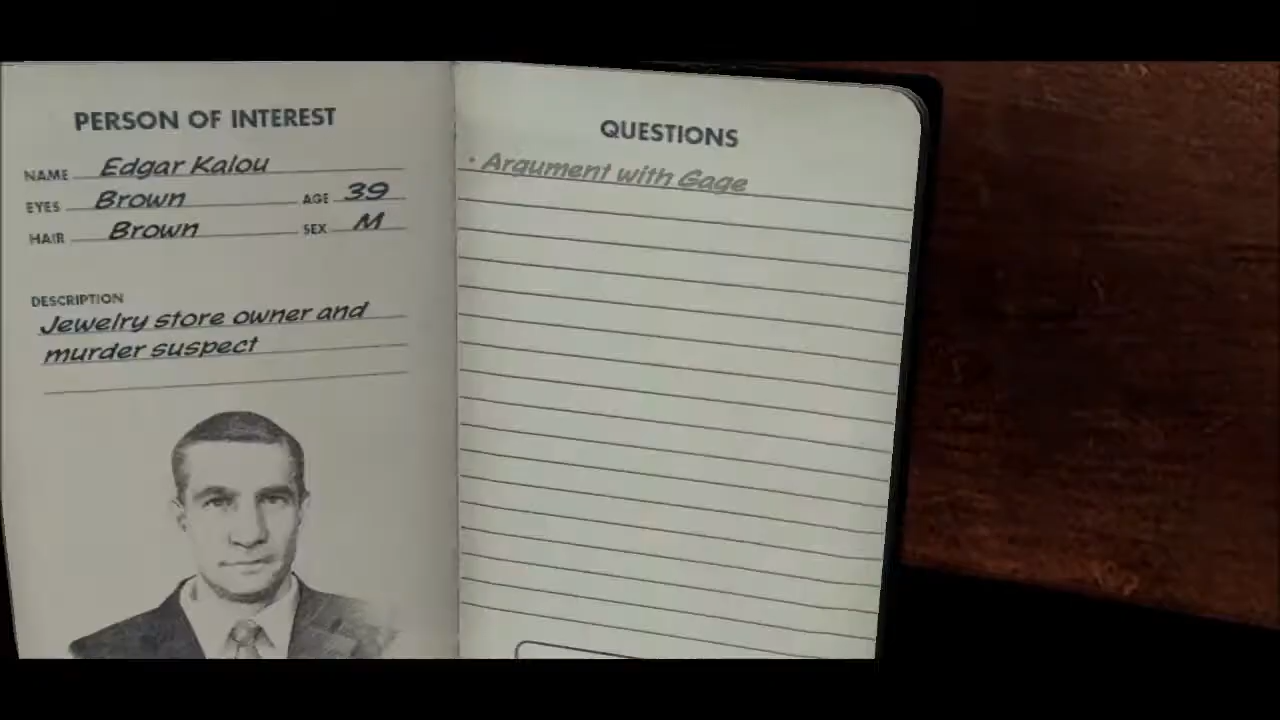 PERSON OF INTEREST
NAME Edgar Kalou
EYES Brown AGE 39
HAIR Brown SEX M
DESCRIPTION
Jewelry store owner and
murder suspect
QUESTIONS
• Argument with Gage